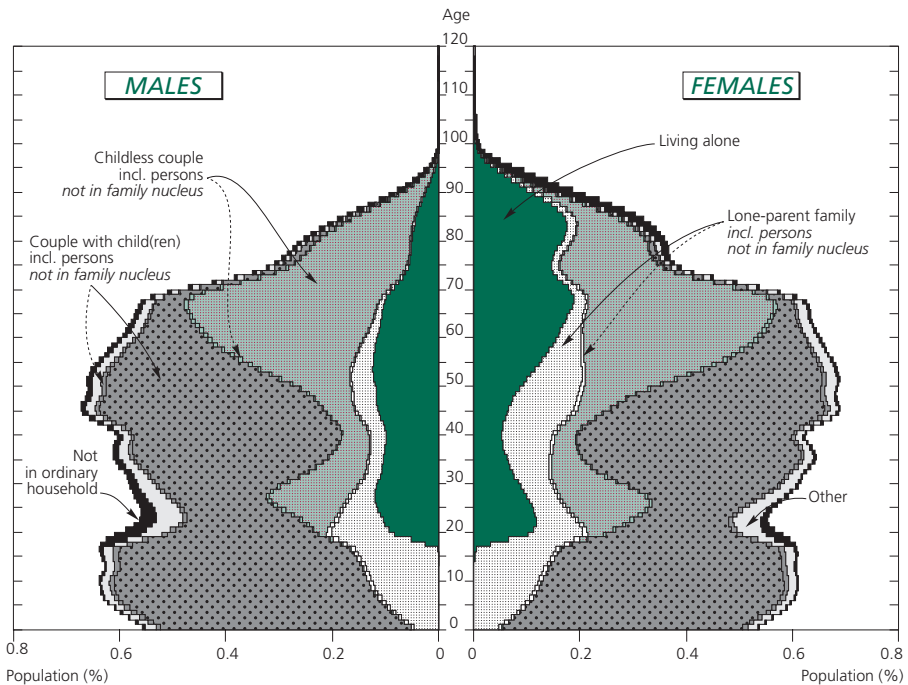 Age
120
110
100
90
80
70
60
50
40
30
20
10
0
MALES
FEMALES
Childless couple
incl. persons
not in family nucleus
Couple with child(ren)
incl. persons
not in family nucleus
Not
in ordinary
household
Living alone
Lone-parent family
incl. persons
not in family nucleus
Other
0.8 0.6 0.4 0.2 0
0 0.2 0.4 0.6 0.8
Population (%)
Population (%)